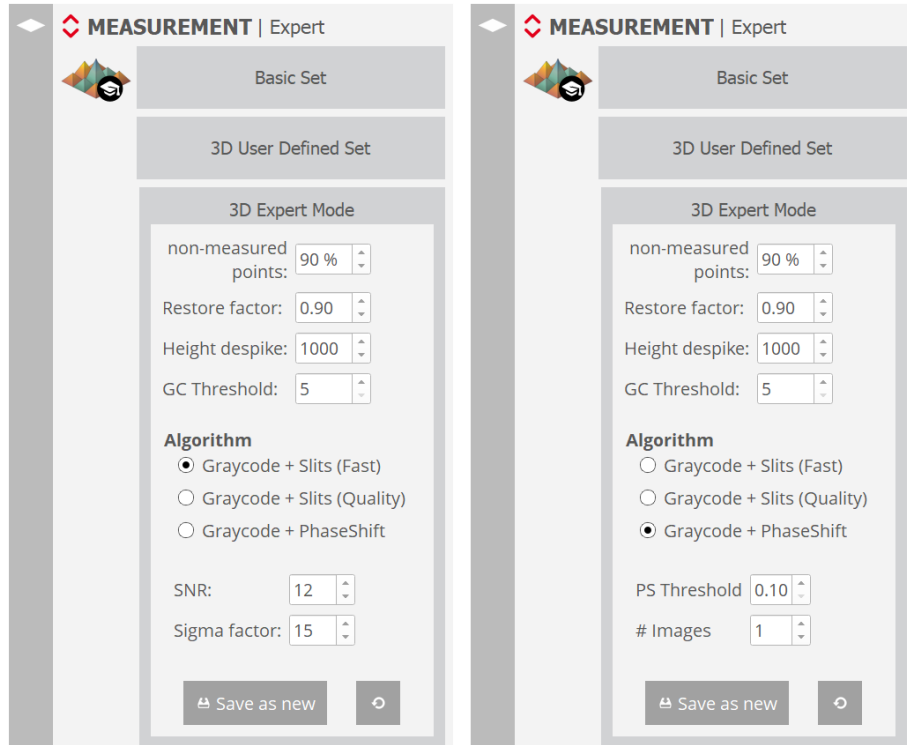 MEASUREMENT | Expert
Basic Set
3D User Defined Set
3D Expert Mode
non-measured
points: 90 %
Restore factor: 0.90
Height despike: 1000
GC Threshold: 5
Algorithm
Graycode + Slits (Fast)
Graycode + Slits (Quality)
Graycode + PhaseShift
SNR: 12
Sigma factor: 15
Save as new
MEASUREMENT | Expert
Basic Set
3D User Defined Set
3D Expert Mode
non-measured
points: 90 %
Restore factor: 0.90
Height despike: 1000
GC Threshold: 5
Algorithm
Graycode + Slits (Fast)
Graycode + Slits (Quality)
Graycode + PhaseShift
PS Threshold 0.10
# Images 1
Save as new